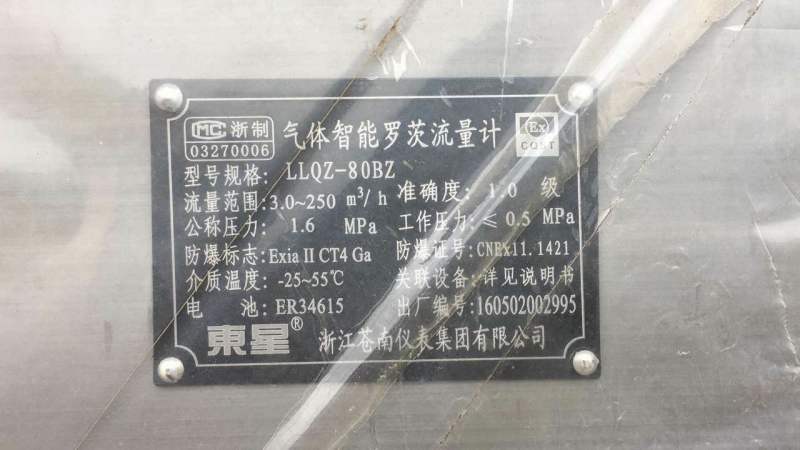 MC 浙制
03270006
气体智能罗茨流量计
Ex
CQST
型号规格: LLQZ-80BZ
流量范围:3.0~250 m³/h 准确度: 1.0 级
公称压力: 1.6 MPa 工作压力:≤ 0.5 MPa
防爆标志:Exia II CT4 Ga 防爆证号:CNEx11.1421
介质温度: -25~55℃ 关联设备:详见说明书
电 池: ER34615 出厂编号:160502002995
東星® 浙江苍南仪表集团有限公司